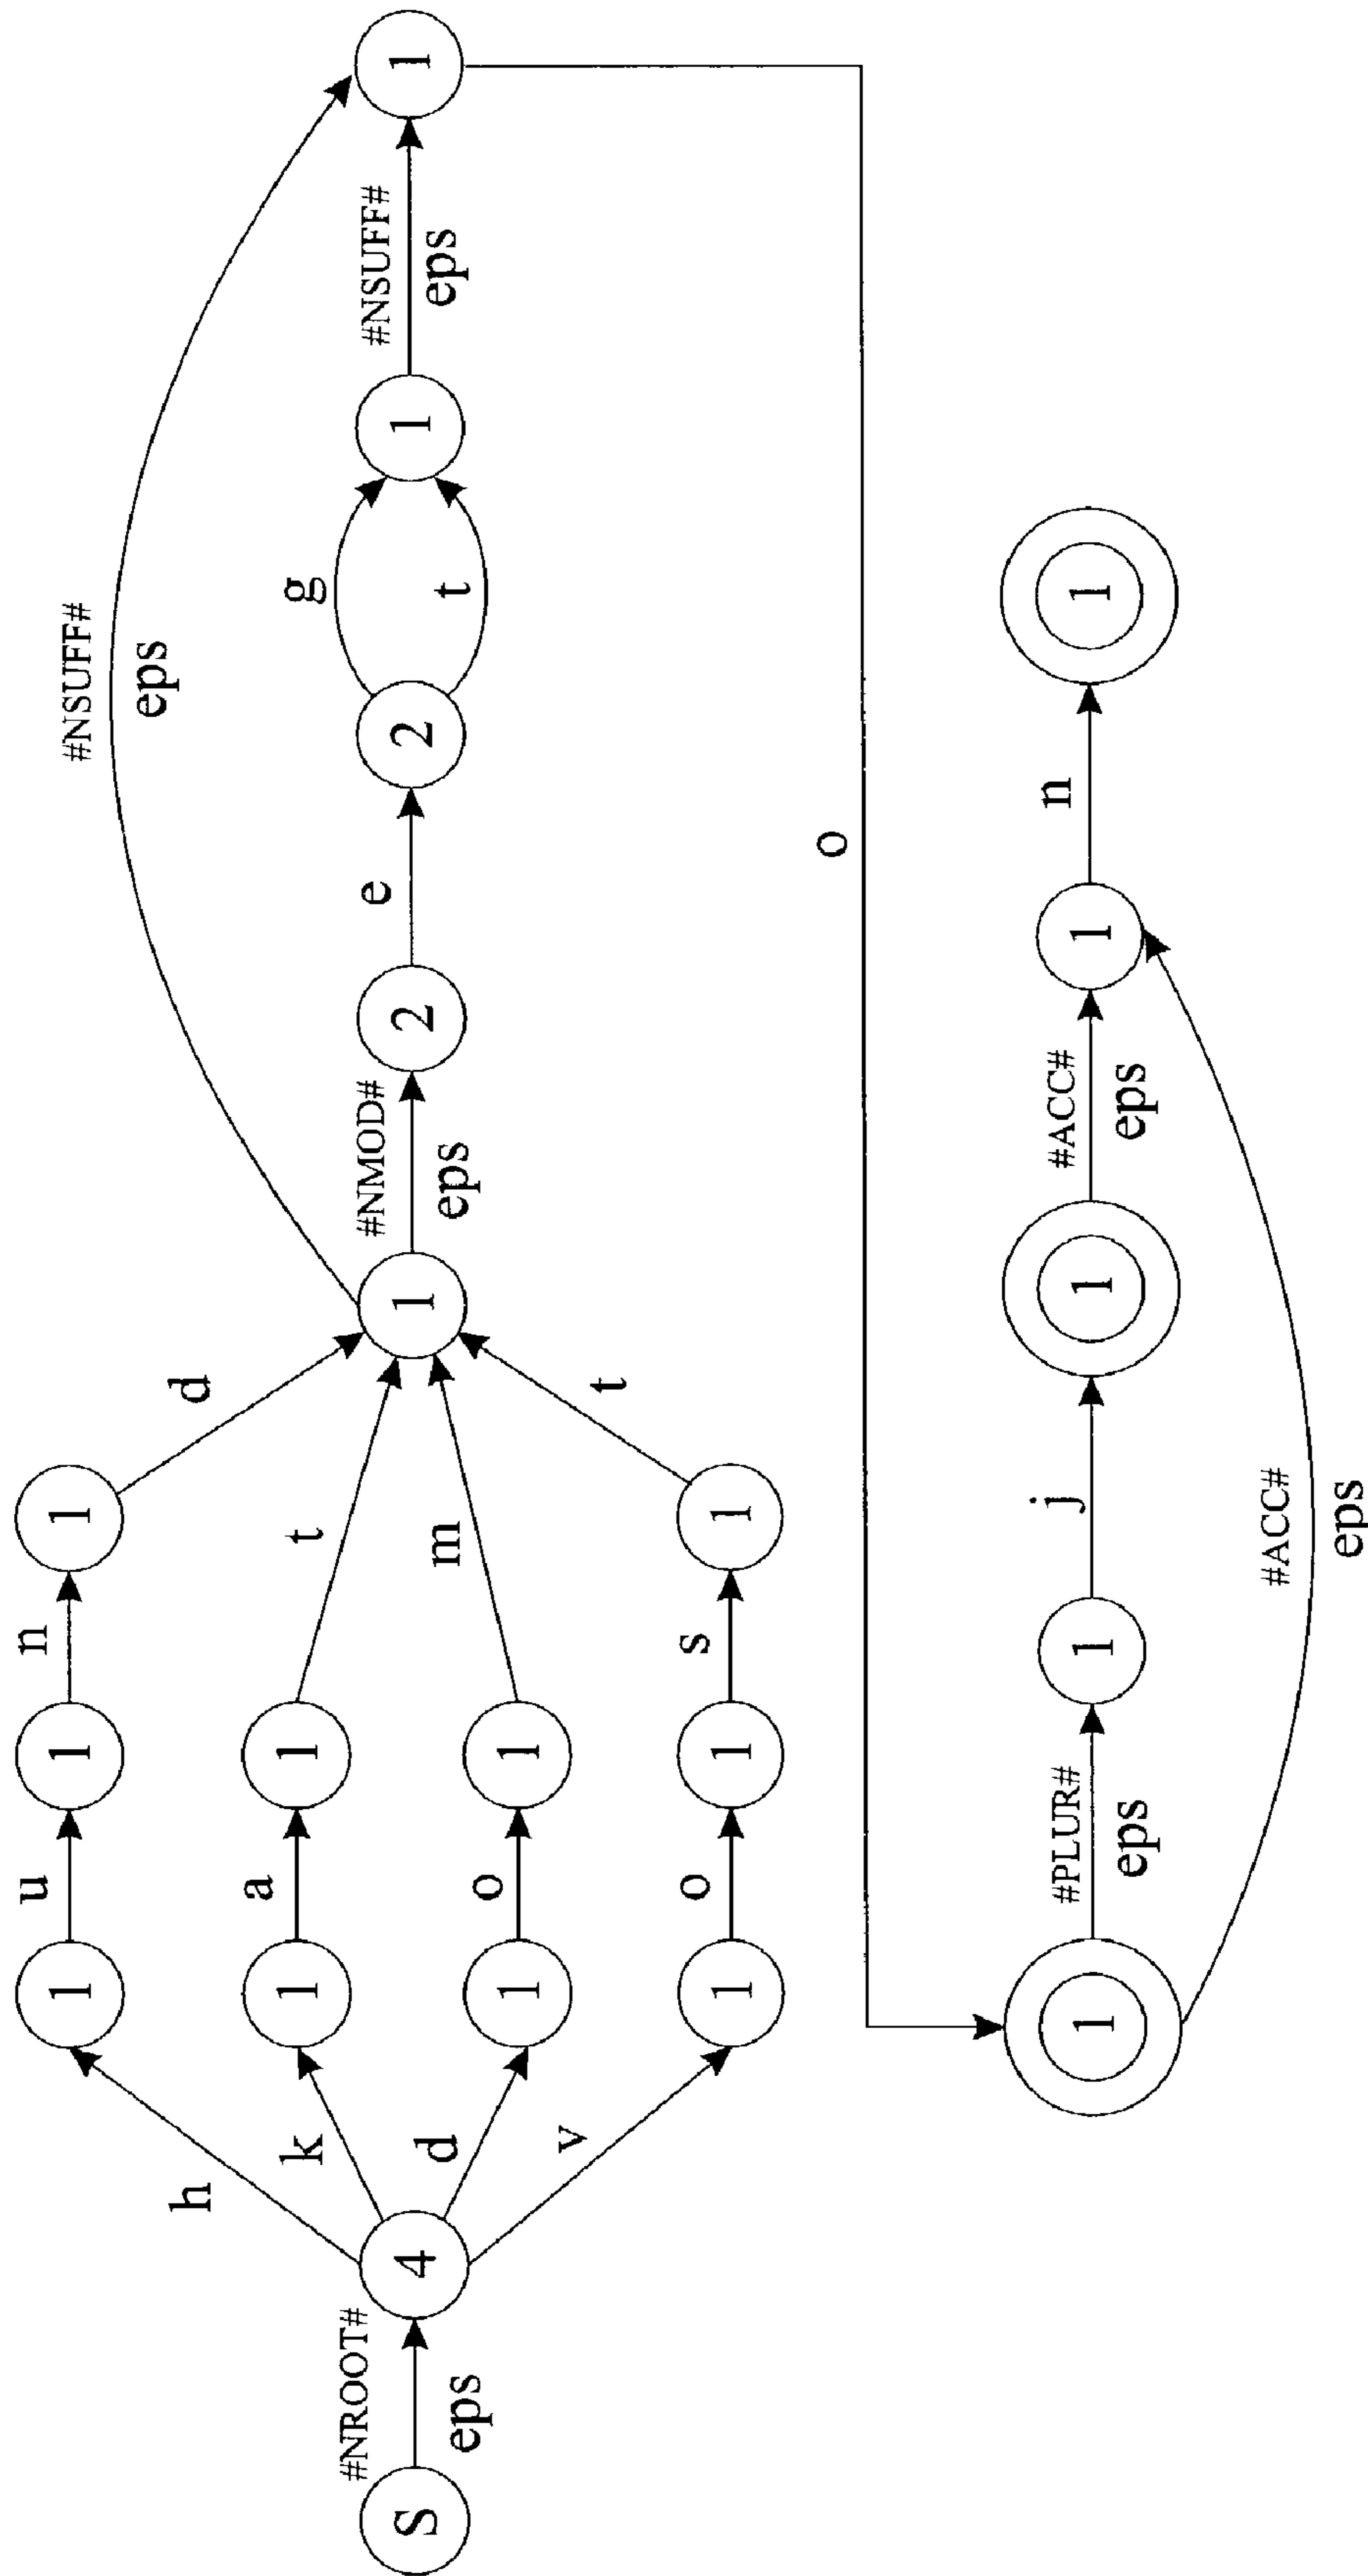 S
#NROOT#
eps
4
h
k
d
v
1
u
1
n
1
d
1
a
1
t
1
o
1
m
1
o
1
s
1
t
1
#NMOD#
eps
2
e
2
g
t
1
#NSUFF#
eps
1
#NSUFF#
eps
o
1
#PLUR#
eps
1
j
1
#ACC#
eps
1
n
1
#ACC#
eps